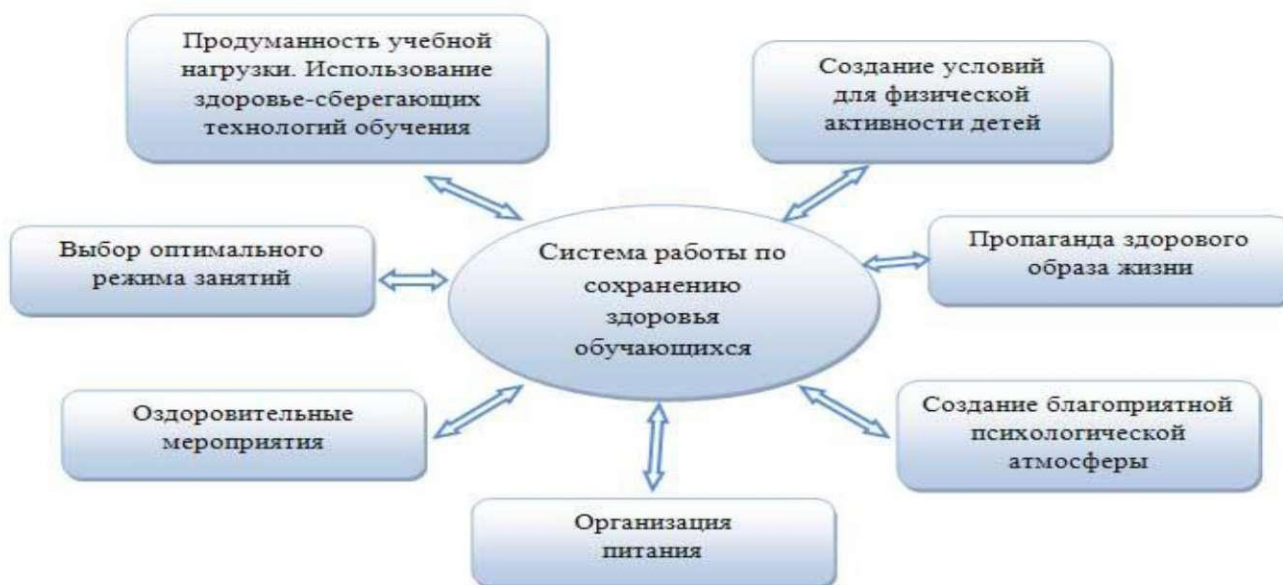 Продуманность учебной
нагрузки. Использование
здоровье-сберегающих
технологий обучения
Создание условий
для физической
активности детей
Выбор оптимального
режима занятий
Система работы по
сохранению
здоровья
обучающихся
Пропаганда здорового
образа жизни
Оздоровительные
мероприятия
Создание благоприятной
психологической
атмосферы
Организация
питания